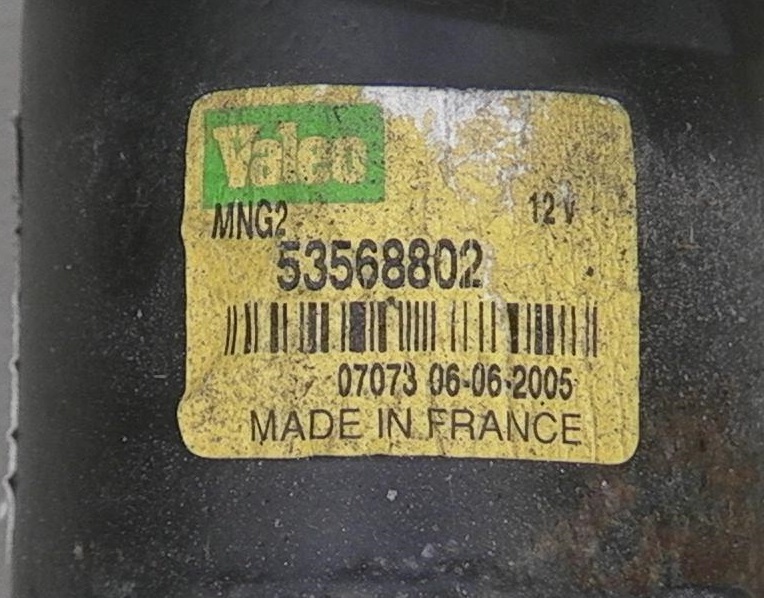 Valeo
MNG2
12 V
53568802
07073 06-06-2005
MADE IN FRANCE